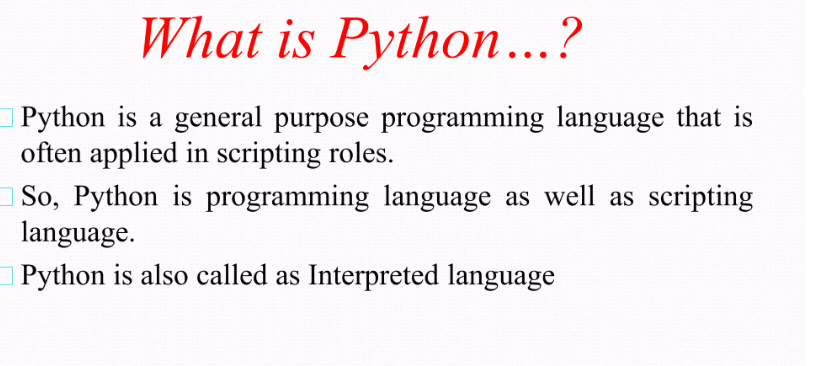 What is Python…?
Python is a general purpose programming language that is
often applied in scripting roles.
So, Python is programming language as well as scripting
language.
Python is also called as Interpreted language